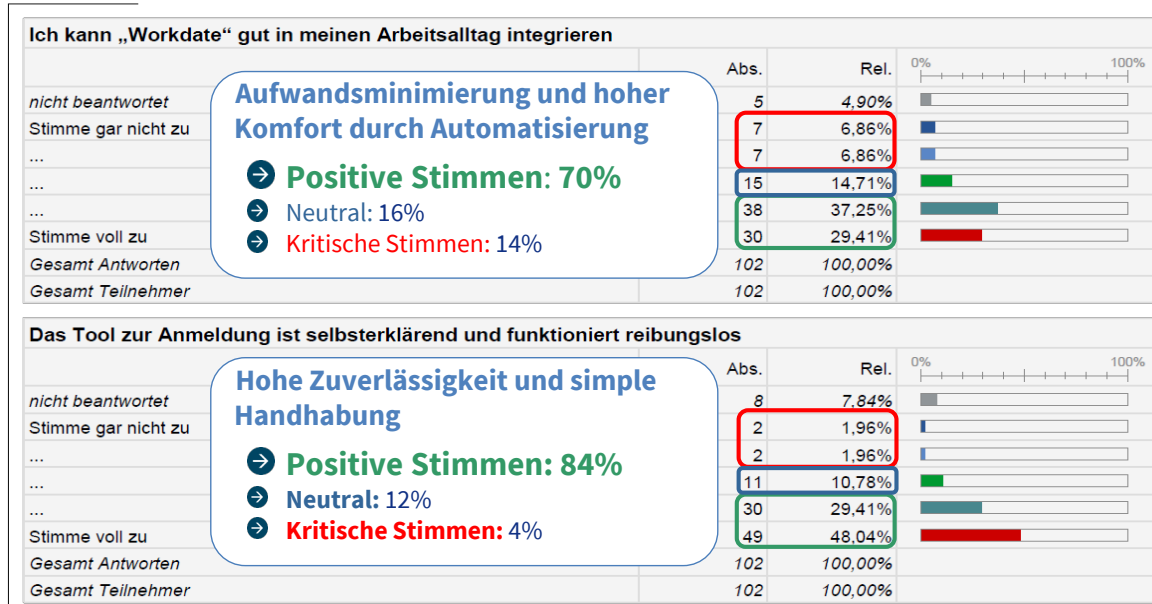 Ich kann „Workdate“ gut in meinen Arbeitsalltag integrieren
Abs. Rel. 0% 100%
nicht beantwortet 5 4,90%
Stimme gar nicht zu 7 6,86%
... 7 6,86%
... 15 14,71%
... 38 37,25%
Stimme voll zu 30 29,41%
Gesamt Antworten 102 100,00%
Gesamt Teilnehmer 102 100,00%
Aufwandsminimierung und hoher
Komfort durch Automatisierung
Positive Stimmen: 70%
Neutral: 16%
Kritische Stimmen: 14%
Das Tool zur Anmeldung ist selbsterklärend und funktioniert reibungslos
Abs. Rel. 0% 100%
nicht beantwortet 8 7,84%
Stimme gar nicht zu 2 1,96%
... 2 1,96%
... 11 10,78%
... 30 29,41%
Stimme voll zu 49 48,04%
Gesamt Antworten 102 100,00%
Gesamt Teilnehmer 102 100,00%
Hohe Zuverlässigkeit und simple
Handhabung
Positive Stimmen: 84%
Neutral: 12%
Kritische Stimmen: 4%